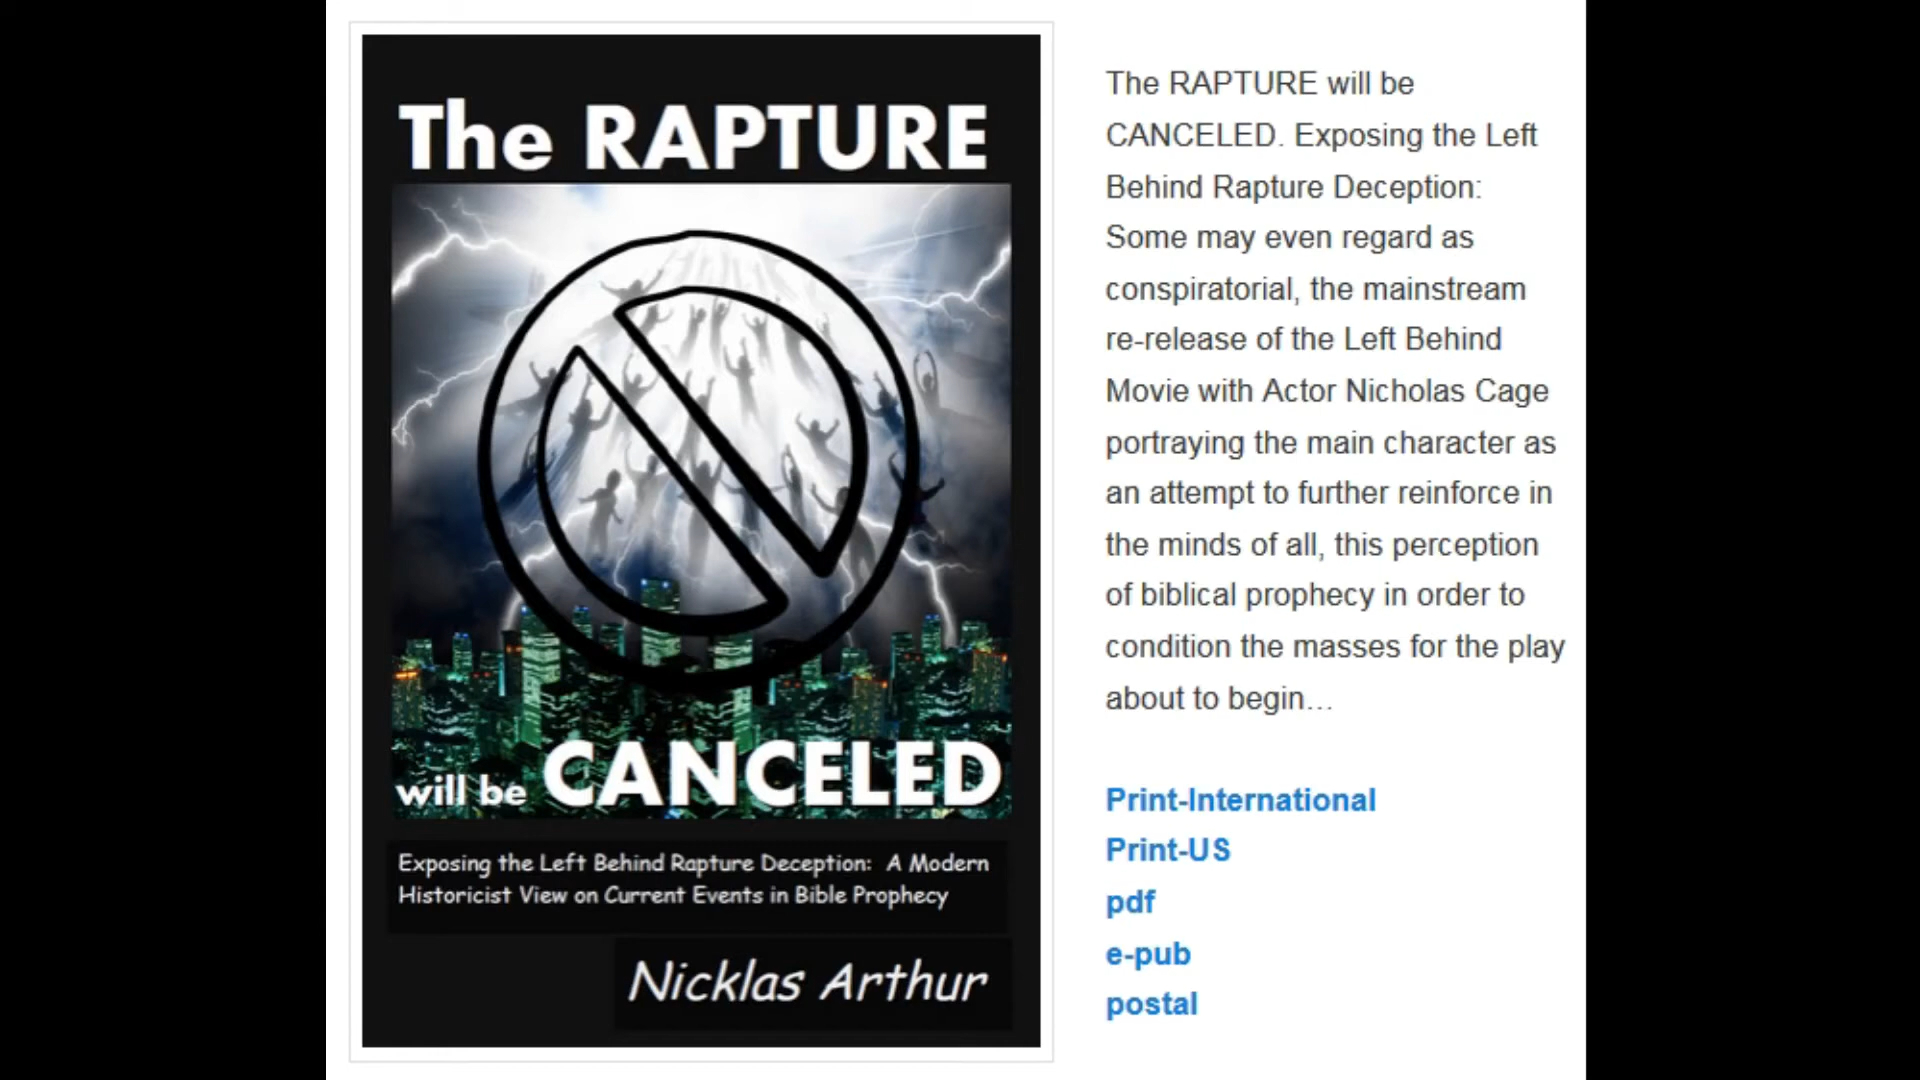 The RAPTURE
will be CANCELED
Exposing the Left Behind Rapture Deception: A Modern
Historicist View on Current Events in Bible Prophecy
Nicklas Arthur
The RAPTURE will be
CANCELED. Exposing the Left
Behind Rapture Deception:
Some may even regard as
conspiratorial, the mainstream
re-release of the Left Behind
Movie with Actor Nicholas Cage
portraying the main character as
an attempt to further reinforce in
the minds of all, this perception
of biblical prophecy in order to
condition the masses for the play
about to begin...
Print-International
Print-US
pdf
e-pub
postal